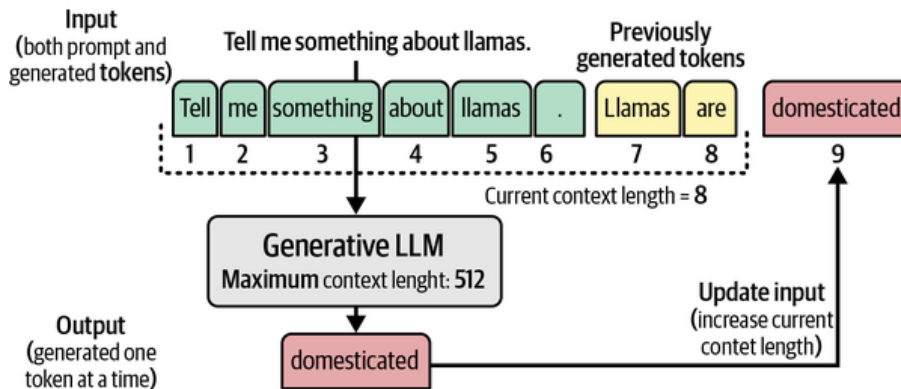 Input
(both prompt and
generated tokens)
Tell me something about llamas.
Previously
generated tokens
Tell me something about llamas . Llamas are domesticated
1 2 3 4 5 6 7 8 9
Current context length = 8
Generative LLM
Maximum context lenght: 512
Update input
(increase current
contet length)
Output
(generated one
token at a time)
domesticated